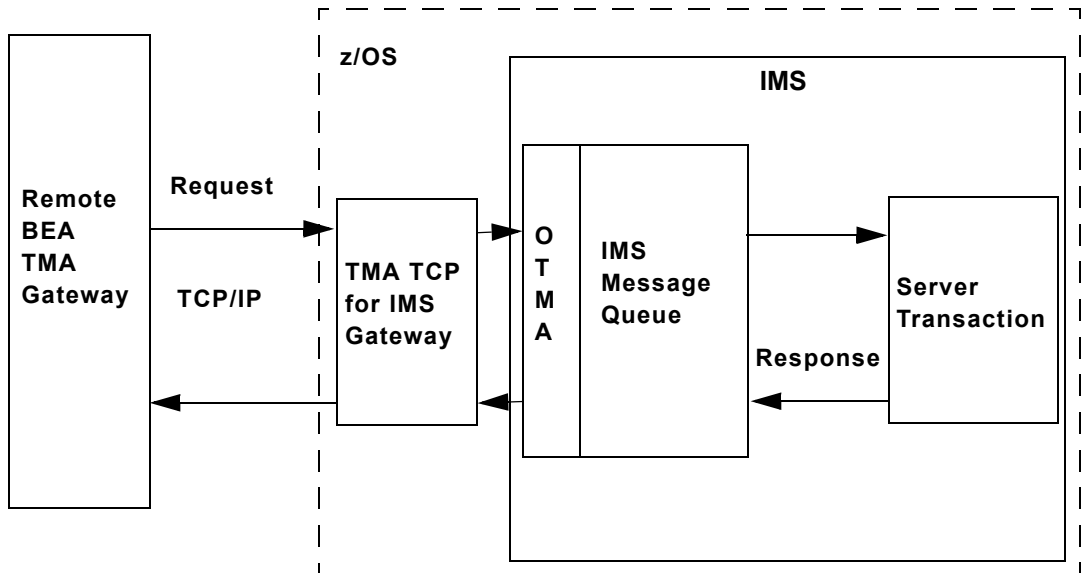 z/OS
IMS
Remote
BEA
TMA
Gateway
Request
TCP/IP
TMA TCP
for IMS
Gateway
O
T
M
A
IMS
Message
Queue
Response
Server
Transaction